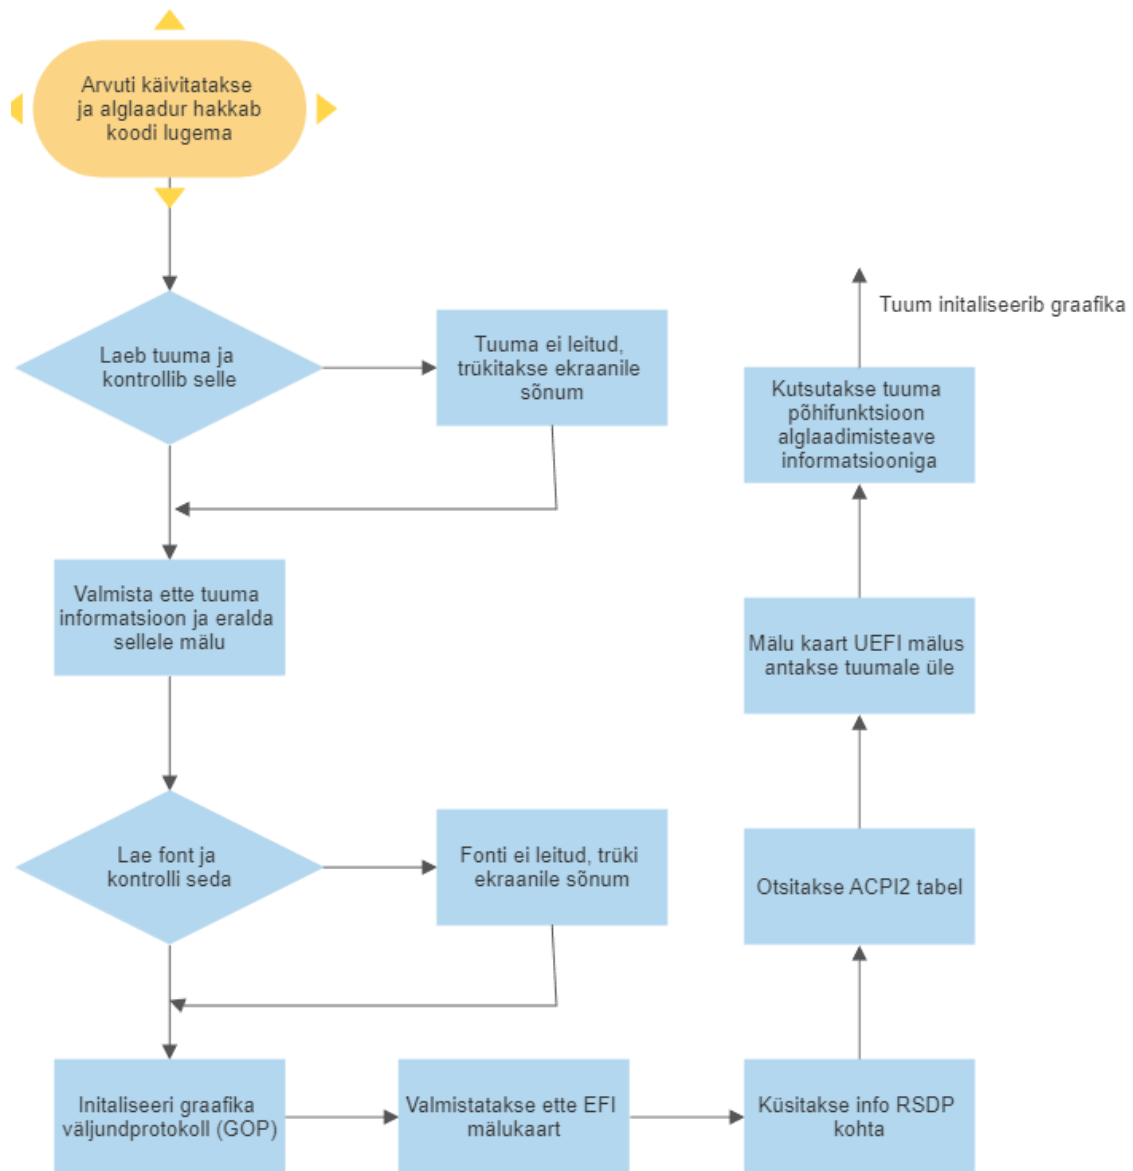 Arvuti käivitatakse
ja alglaadur hakkab
koodi lugema
Laeb tuuma ja
kontrollib selle
Tuuma ei leitud,
trükitakse ekraanile
sõnum
Valmista ette tuuma
informatsioon ja eralda
sellele mälu
Lae font ja
kontrolli seda
Fonti ei leitud, trüki
ekraanile sõnum
Initaliseeri graafika
väljundprotokoll (GOP)
Valmistatakse ette EFI
mälukaart
Küsitakse info RSDP
kohta
Otsitakse ACPI2 tabel
Mälu kaart UEFI mälus
antakse tuumale üle
Kutsutakse tuuma
põhifunktsioon
alglaadimisteave
informatsiooniga
Tuum initaliseerib graafika